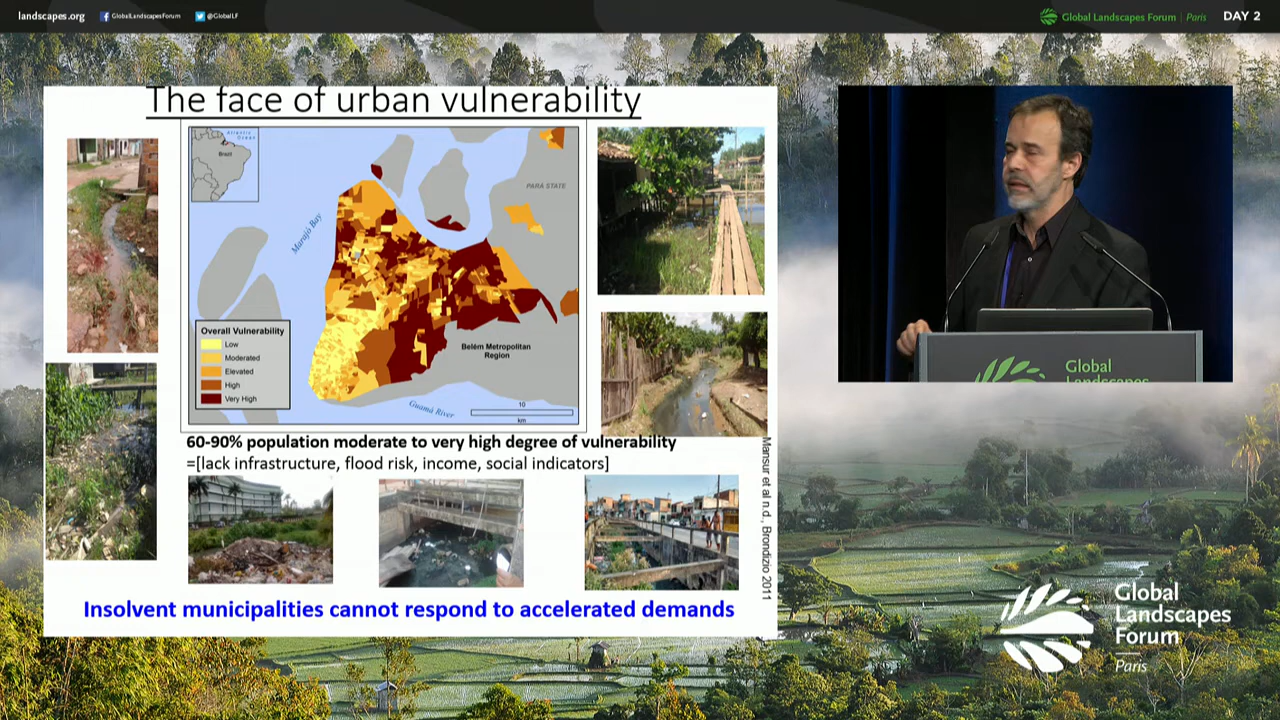 landscapes.org
GlobalLandscapesForum
@GlobalLF
Global Landscapes Forum | Paris
DAY 2
The face of urban vulnerability
Atlantic
Ocean
Brazil
PARÁ STATE
Marajó Bay
Overall Vulnerability
Low
Moderated
Elevated
High
Very High
Belém Metropolitan
Region
Guamá River
10
km
60-90% population moderate to very high degree of vulnerability
=[lack infrastructure, flood risk, income, social indicators]
Mansur et al n.d., Brondizio 2011
Insolvent municipalities cannot respond to accelerated demands
Global
Landscapes
Global
Landscapes
Forum
Paris